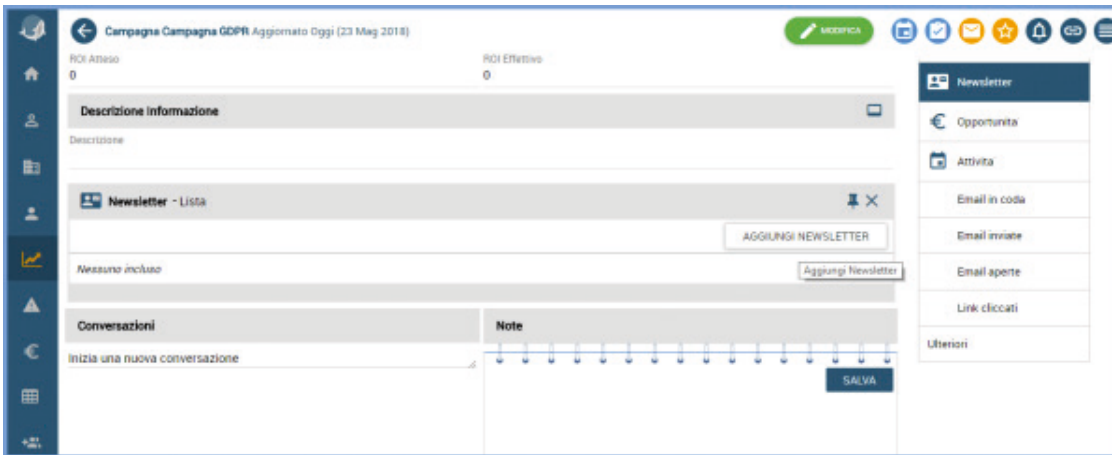 Campagna Campagna GDPR Aggiornato Oggi (23 Mag 2018)
MODIFICA
ROI Atteso
0
ROI Effettivo
0
Descrizione Informazione
Descrizione
Newsletter - Lista
AGGIUNGI NEWSLETTER
Nessuno incluso
Aggiungi Newsletter
Conversazioni
Inizia una nuova conversazione
Note
SALVA
Newsletter
Opportunita
Attivita
Email in coda
Email inviate
Email aperte
Link cliccati
Ulteriori